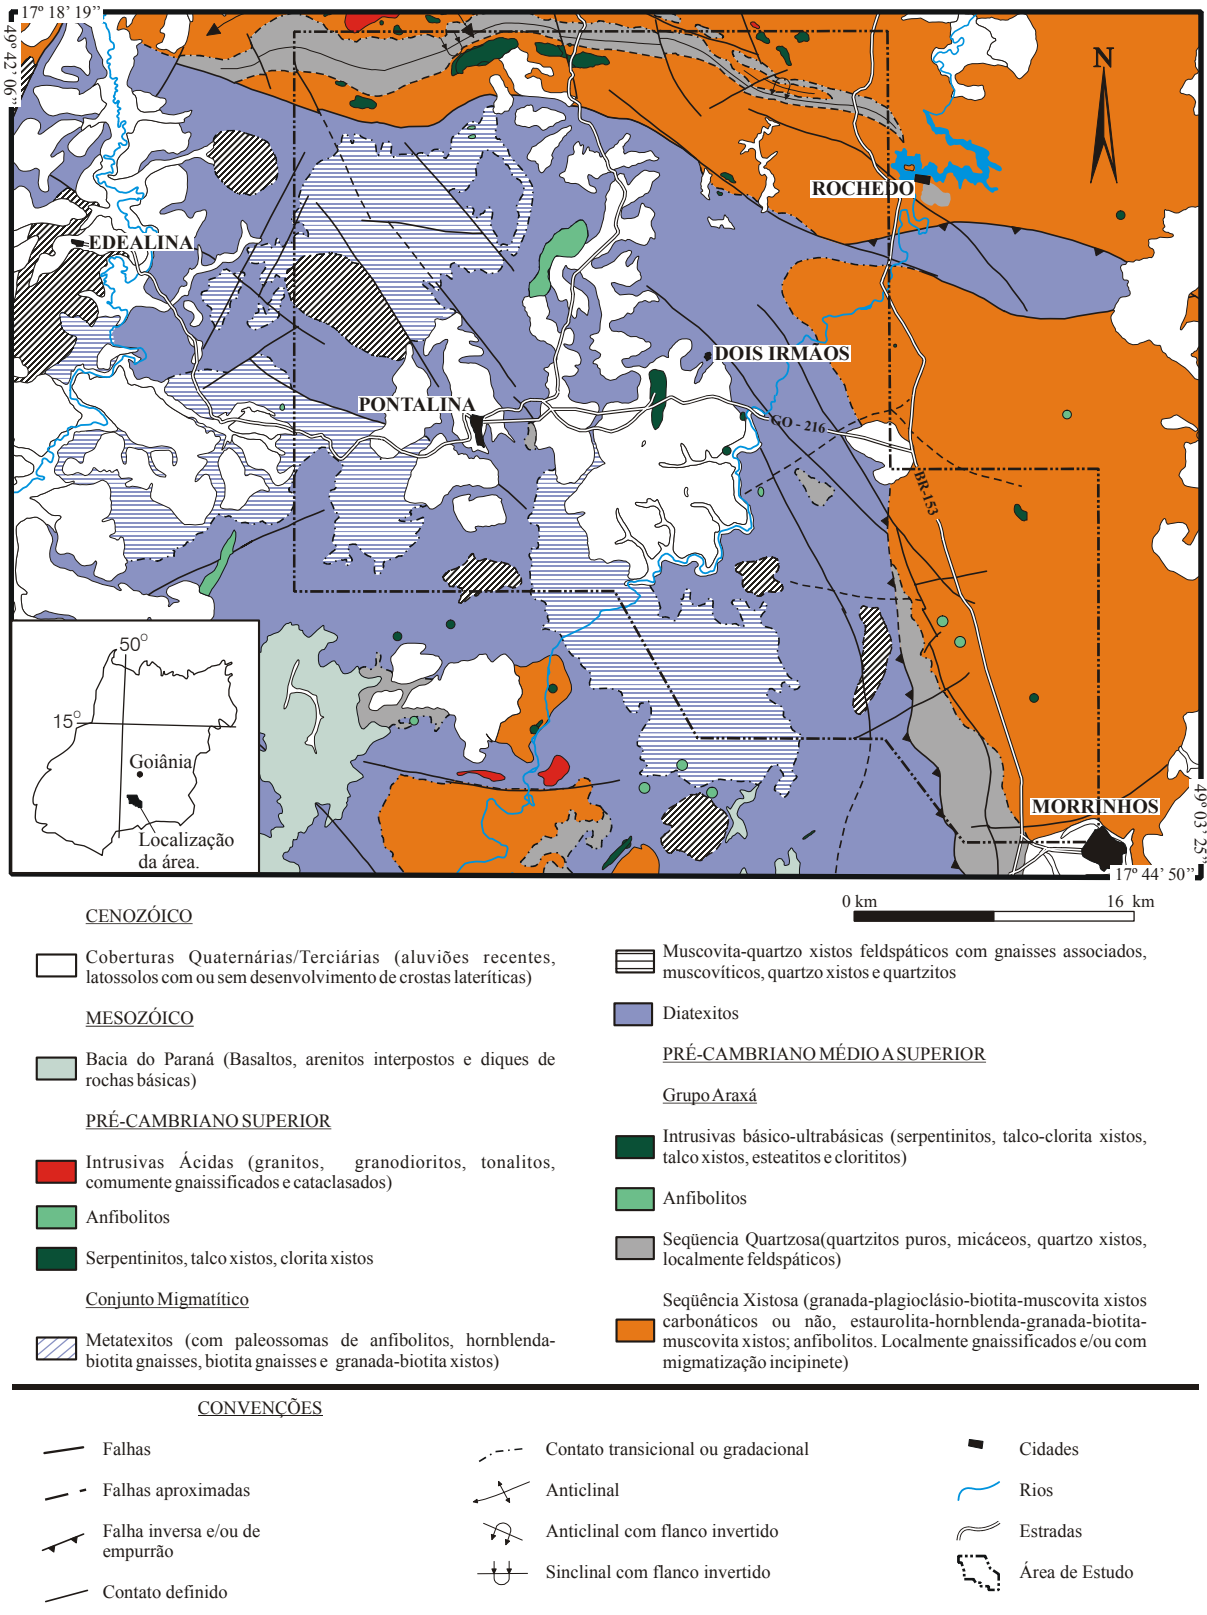 17º 18' 19’’
49º 42' 06’’
N
ROCHEDO
EDEALINA
DOIS IRMÃOS
PONTALINA
GO - 216
BR-153
50O
15O
Goiânia
Localização
da área.
MORRINHOS
49º 03' 25’’
17º 44' 50’’
0 km 16 km
CENOZÓICO
Coberturas Quaternárias/Terciárias (aluviões recentes,
latossolos com ou sem desenvolvimento de crostas lateríticas)
MESOZÓICO
Bacia do Paraná (Basaltos, arenitos interpostos e diques de
rochas básicas)
PRÉ-CAMBRIANO SUPERIOR
Intrusivas Ácidas (granitos, granodioritos, tonalitos,
comumente gnaissificados e cataclasados)
Anfibolitos
Serpentinitos, talco xistos, clorita xistos
Conjunto Migmatítico
Metatexitos (com paleossomas de anfibolitos, hornblenda-
biotita gnaisses, biotita gnaisses e granada-biotita xistos)
Muscovita-quartzo xistos feldspáticos com gnaisses associados,
muscovíticos, quartzo xistos e quartzitos
Diatexitos
PRÉ-CAMBRIANO MÉDIO A SUPERIOR
Grupo Araxá
Intrusivas básico-ultrabásicas (serpentinitos, talco-clorita xistos,
talco xistos, esteatitos e clorititos)
Anfibolitos
Seqüencia Quartzosa(quartzitos puros, micáceos, quartzo xistos,
localmente feldspáticos)
Seqüência Xistosa (granada-plagioclásio-biotita-muscovita xistos
carbonáticos ou não, estaurolita-hornblenda-granada-biotita-
muscovita xistos; anfibolitos. Localmente gnaissificados e/ou com
migmatização incipinete)
CONVENÇÕES
Falhas
Falhas aproximadas
Falha inversa e/ou de
empurrão
Contato definido
Contato transicional ou gradacional
Anticlinal
Anticlinal com flanco invertido
Sinclinal com flanco invertido
Cidades
Rios
Estradas
Área de Estudo